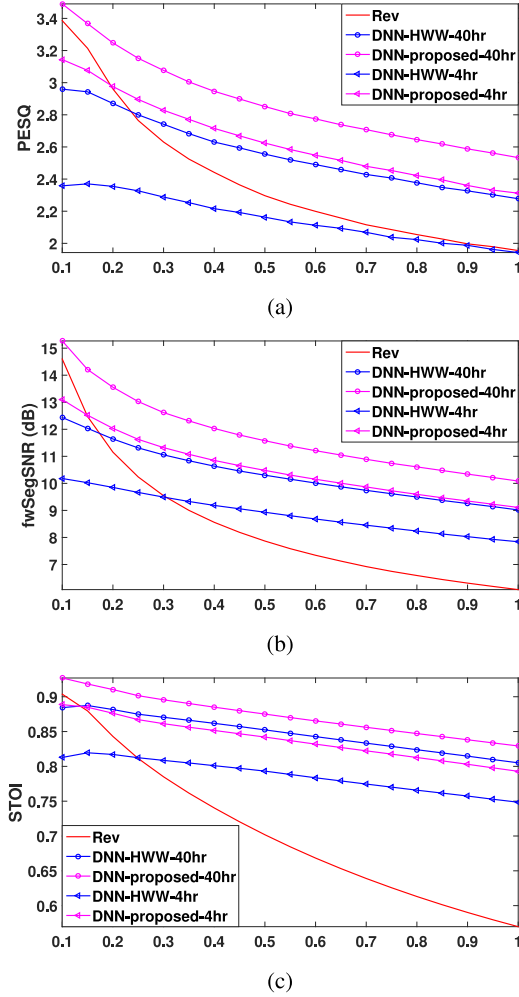 3.4
3.2
3
2.8
2.6
2.4
2.2
2
PESQ
Rev
DNN-HWW-40hr
DNN-proposed-40hr
DNN-HWW-4hr
DNN-proposed-4hr
0.1 0.2 0.3 0.4 0.5 0.6 0.7 0.8 0.9 1
(a)
15
14
13
12
11
10
9
8
7
fwSegSNR (dB)
Rev
DNN-HWW-40hr
DNN-proposed-40hr
DNN-HWW-4hr
DNN-proposed-4hr
0.1 0.2 0.3 0.4 0.5 0.6 0.7 0.8 0.9 1
(b)
0.9
0.85
0.8
0.75
0.7
0.65
0.6
STOI
Rev
DNN-HWW-40hr
DNN-proposed-40hr
DNN-HWW-4hr
DNN-proposed-4hr
0.1 0.2 0.3 0.4 0.5 0.6 0.7 0.8 0.9 1
(c)